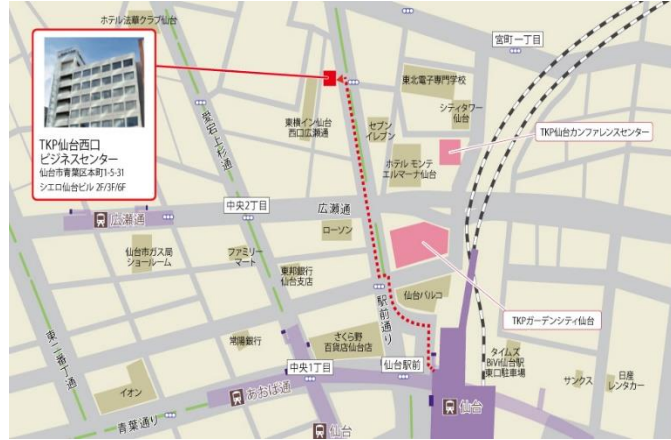 ホテル法華クラブ仙台
宮町一丁目
TKP仙台西口
ビジネスセンター
仙台市青葉区本町1-5-31
シエロ仙台ビル 2F/3F/6F
愛宕上杉通
東横イン仙台
西口広瀬通
セブン
イレブン
東北電子専門学校
シティタワー
仙台
TKP仙台カンファレンスセンター
ホテル モンテ
エルマーナ仙台
中央2丁目
広瀬通
広瀬通
ローソン
仙台市ガス局
ショールーム
ファミリー
マート
東邦銀行
仙台支店
駅前通り
仙台パルコ
TKPガーデンシティ仙台
東二番丁通
常陽銀行
さくら野
百貨店仙台店
中央1丁目
仙台駅前
タイムズ
BiVi仙台駅
東口駐車場
サンクス
日産
レンタカー
イオン
あおば通
仙台
青葉通り
仙台